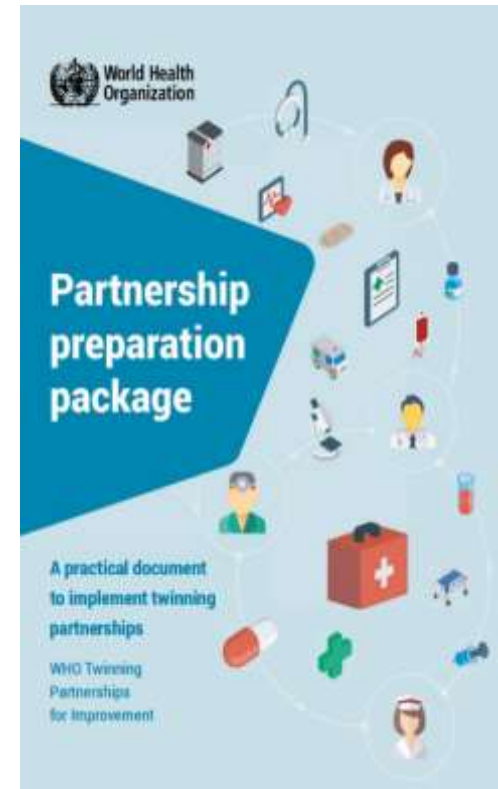 World Health
Organization
Partnership
preparation
package
A practical document
to implement twinning
partnerships
WHO Twinning
Partnerships
for Improvement